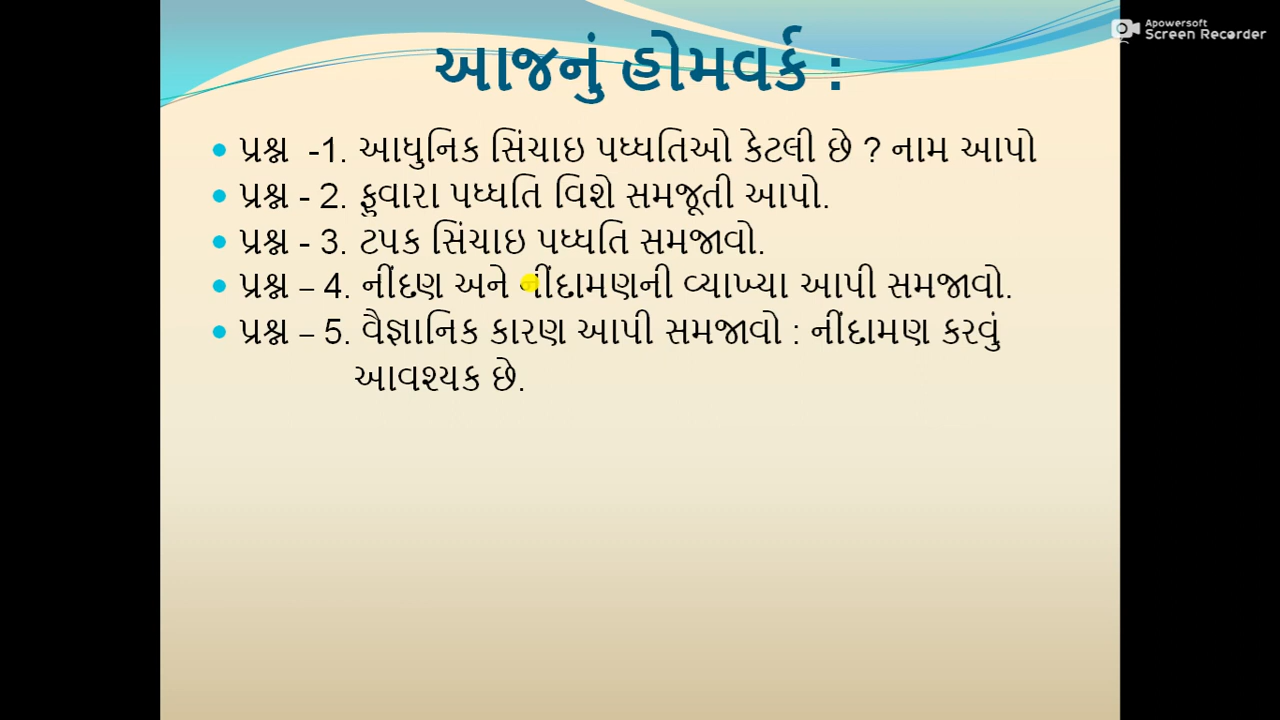 Apowersoft
Screen Recorder
આજનું હોમવર્ક :
પ્રશ્ન -1. આધુનિક સિંચાઇ પધ્ધતિઓ કેટલી છે ? નામ આપો
પ્રશ્ન - 2. ફુવારા પધ્ધતિ વિશે સમજૂતી આપો.
પ્રશ્ન - 3. ટપક સિંચાઇ પધ્ધતિ સમજાવો.
પ્રશ્ન – 4. નીંદણ અને નીંદામણની વ્યાખ્યા આપી સમજાવો.
પ્રશ્ન – 5. વૈજ્ઞાનિક કારણ આપી સમજાવો : નીંદામણ કરવું
આવશ્યક છે.